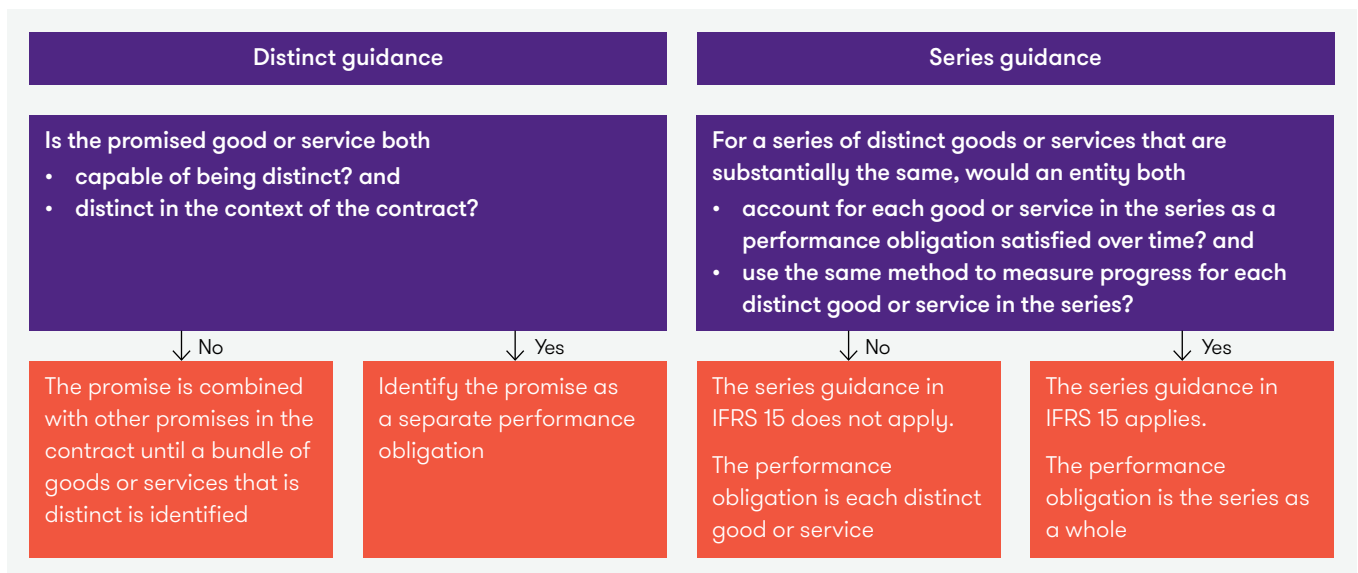 Distinct guidance
Is the promised good or service both
• capable of being distinct? and
• distinct in the context of the contract?
No
Yes
The promise is combined
with other promises in the
contract until a bundle of
goods or services that is
distinct is identified
Identify the promise as
a separate performance
obligation
Series guidance
For a series of distinct goods or services that are
substantially the same, would an entity both
• account for each good or service in the series as a
performance obligation satisfied over time? and
• use the same method to measure progress for each
distinct good or service in the series?
No
Yes
The series guidance in
IFRS 15 does not apply.
The performance
obligation is each distinct
good or service
The series guidance in
IFRS 15 applies.
The performance
obligation is the series as
a whole